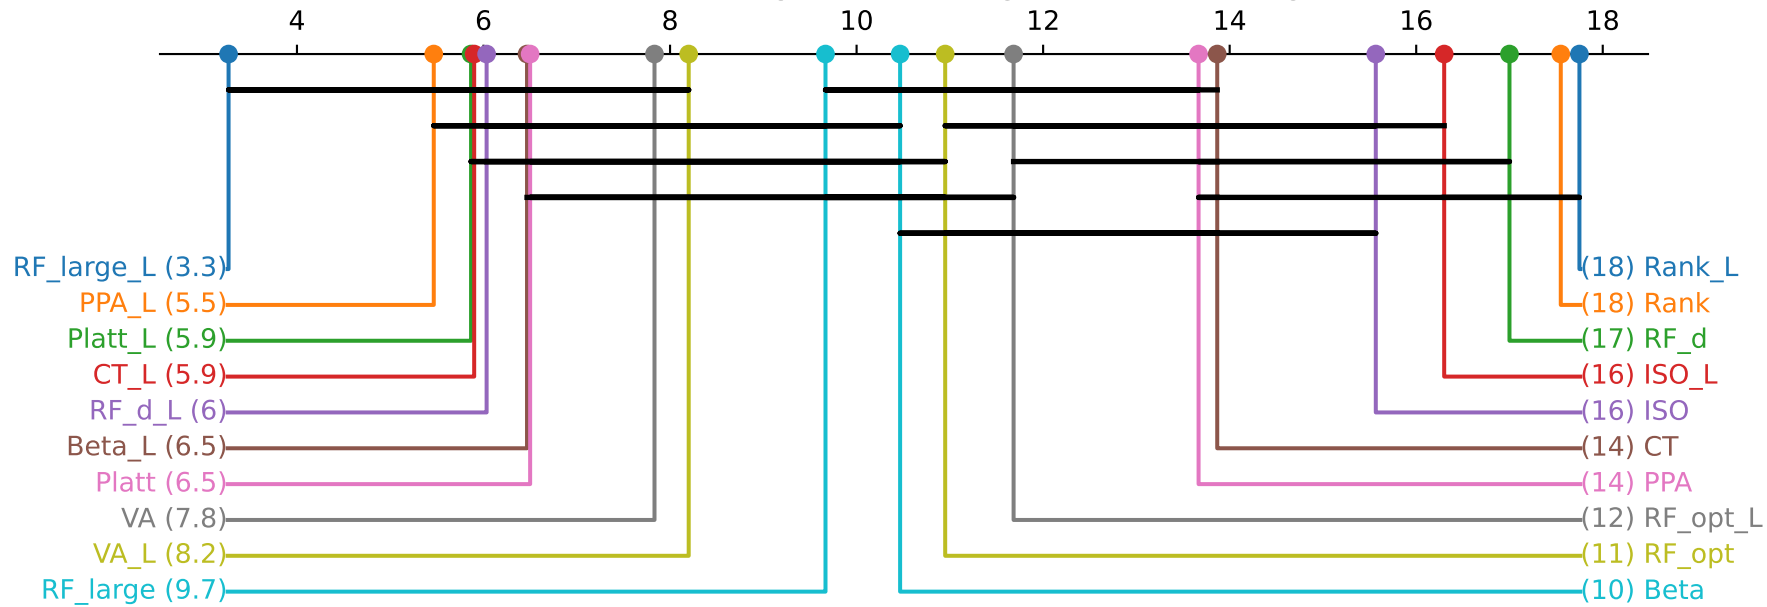 4 6 8 10 12 14 16 18
RF_large_L (3.3) (18) Rank_L
PPA_L (5.5) (18) Rank
Platt_L (5.9) (17) RF_d
CT_L (5.9) (16) ISO_L
RF_d_L (6) (16) ISO
Beta_L (6.5) (14) CT
Platt (6.5) (14) PPA
VA (7.8) (12) RF_opt_L
VA_L (8.2) (11) RF_opt
RF_large (9.7) (10) Beta